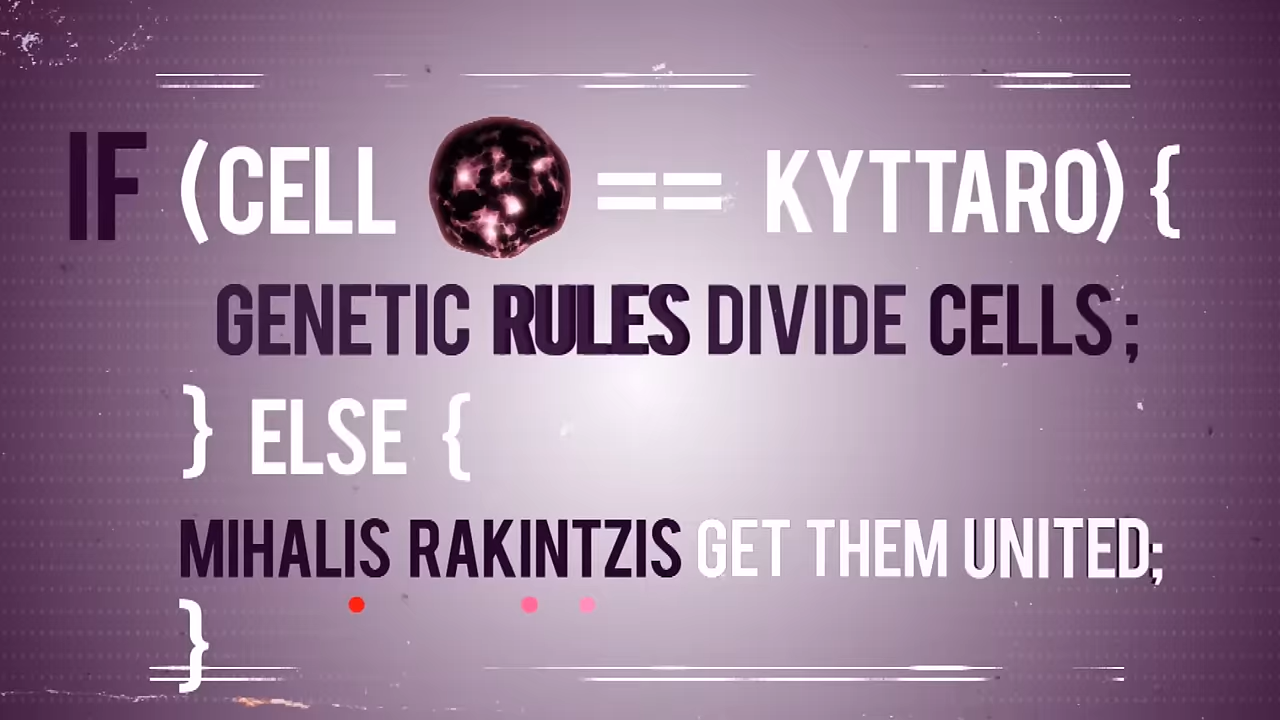 IF (CELL == KYTTARO) {
GENETIC RULES DIVIDE CELLS;
} ELSE {
MIHALIS RAKINTZIS GET THEM UNITED;
}